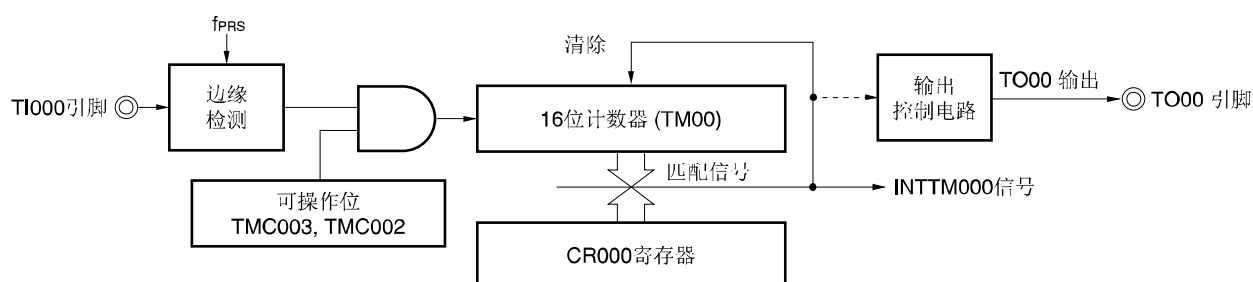 fPRS
TI000引脚
边缘
检测
可操作位
TMC003, TMC002
清除
16位计数器 (TM00)
匹配信号
CR000寄存器
输出
控制电路
TO00 输出
TO00 引脚
INTTM000信号